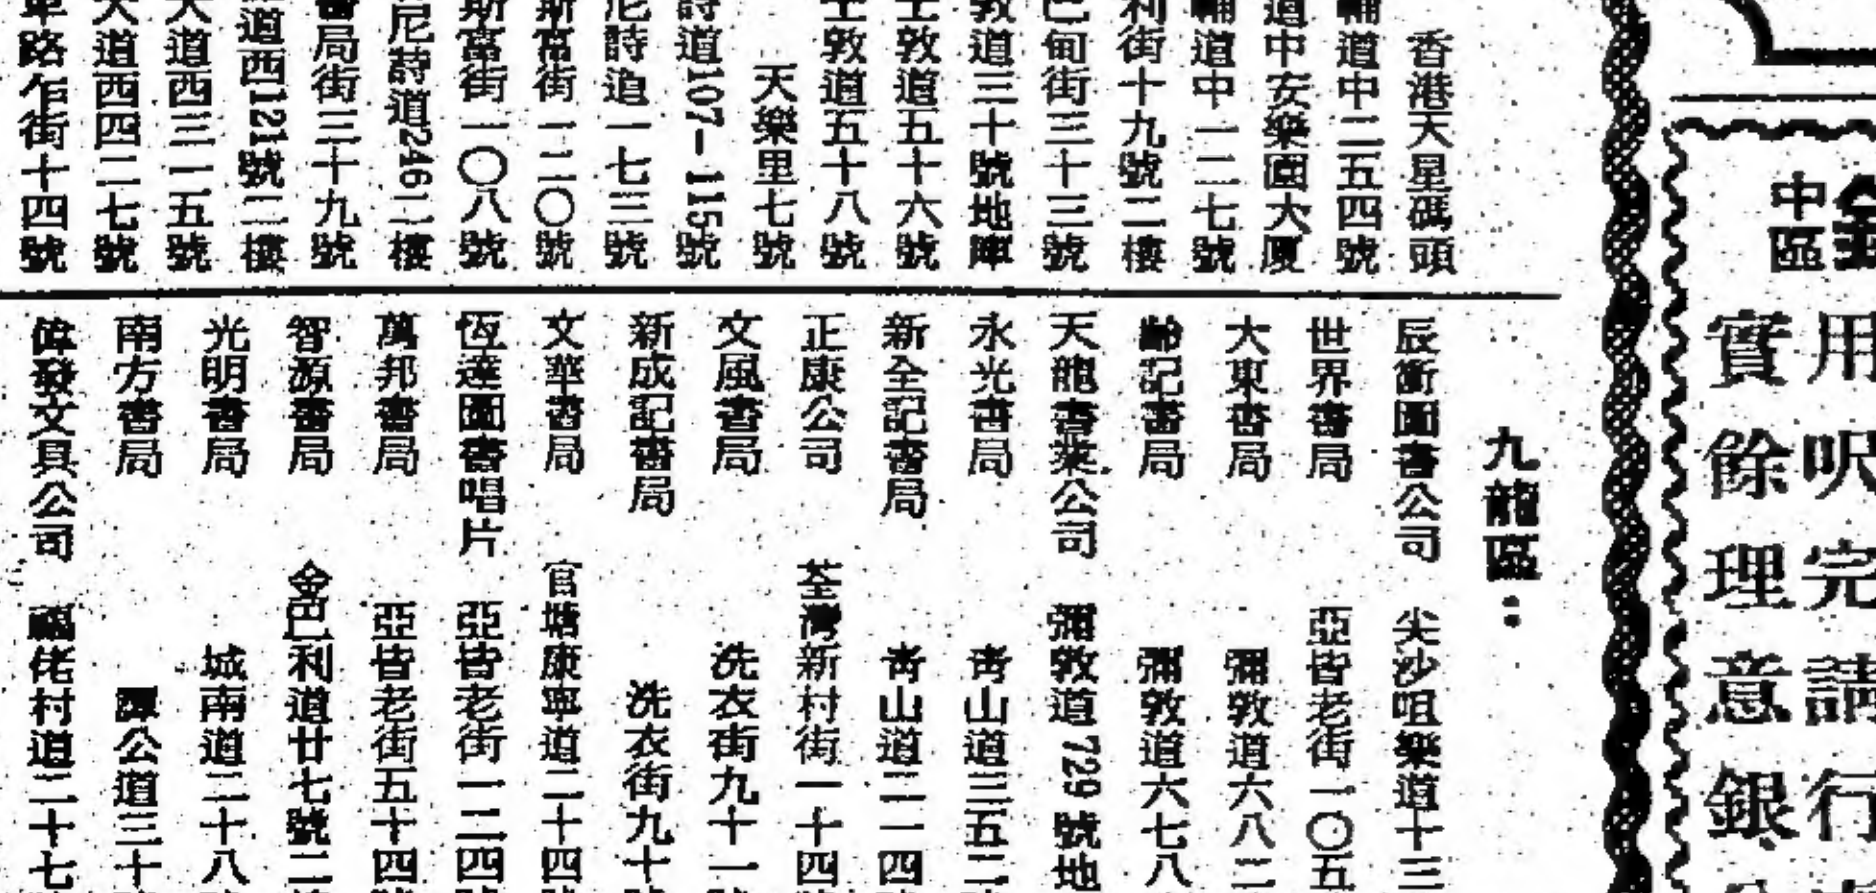 香港天星碼頭
輔道中二五四號
道中安樂園大厦
輔道中一二七號
利街十九號二樓
巴甸街三十三號
敦道三十號地庫
士敦道五十六號
士敦道五十八號
天樂里七號
詩道107-115號
尼詩道一七三號
斯富街一二〇號
斯富街一〇八號
尼詩道246二樓
書局街三十九號
道西121號二樓
大道西三一五號
大道西四二七號
車路乍街十四號
九龍區：
辰衝圖書公司 尖沙咀樂道十三
世界書局 亞皆老街一〇五
大東書局 彌敦道六八二
齡記書局 彌敦道六七八
天龍書業公司 彌敦道729號地
永光書局 靑山道三五二
新全記書局 靑山道二一四
正康公司 荃灣新村街一十四號
文風書局 洗衣街九十一號
新成記書局 洗衣街九十號
文華書局 官塘康寧道二十四號
恆達圖書唱片 亞皆老街一二四號
萬邦書局 亞皆老街五十四號
智源書局 金巴利道廿七號二樓
光明書局 城南道二十八號
南方書局 譚公道三十
偉發文具公司 福佬村道二十七
中區
用呎完請行
實餘理意銀